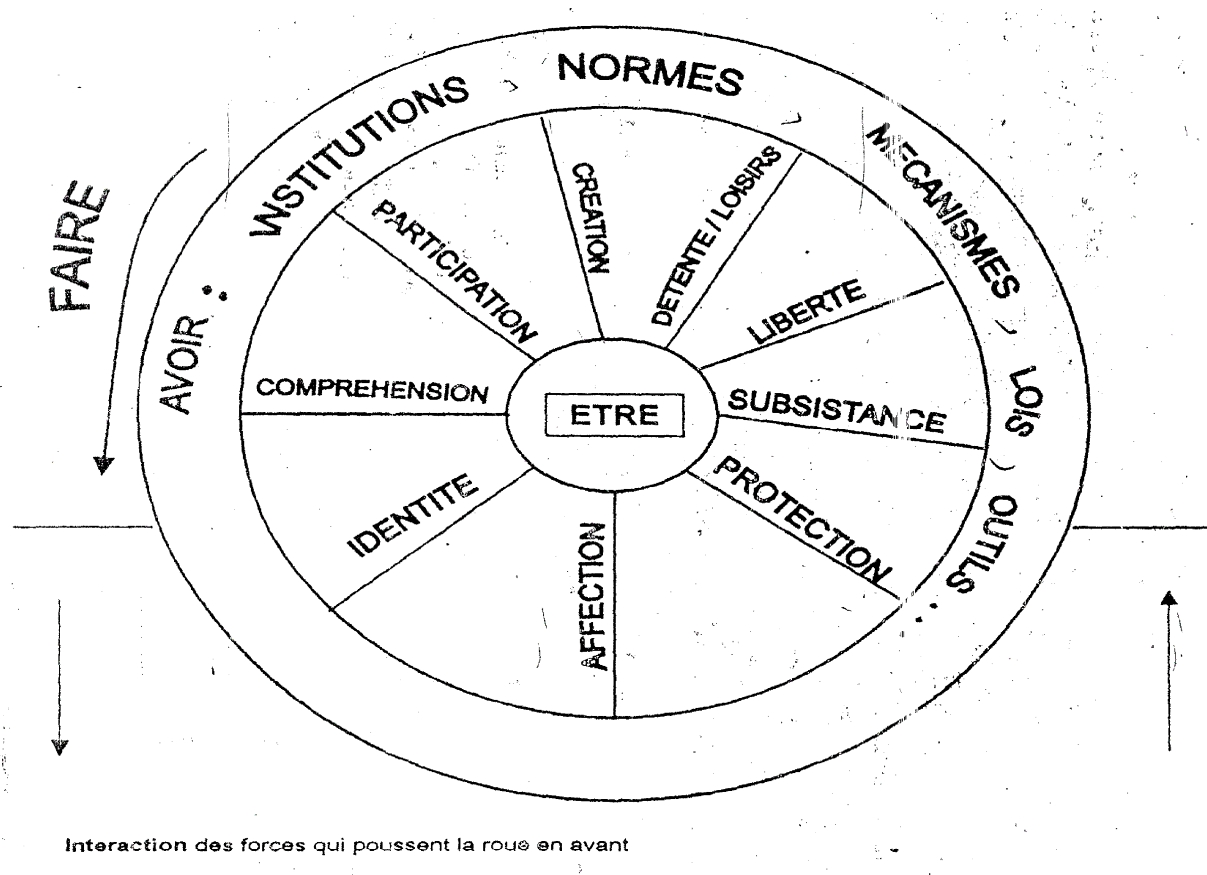 FAIRE
AVOIR : INSTITUTIONS , NORMES , MECANISMES , LOIS , OUTILS ..
PARTICIPATION
CREATION
DETENTE / LOISIRS
LIBERTE
COMPREHENSION
ETRE
SUBSISTANCE
IDENTITE
AFFECTION
PROTECTION
Interaction des forces qui poussent la roue en avant